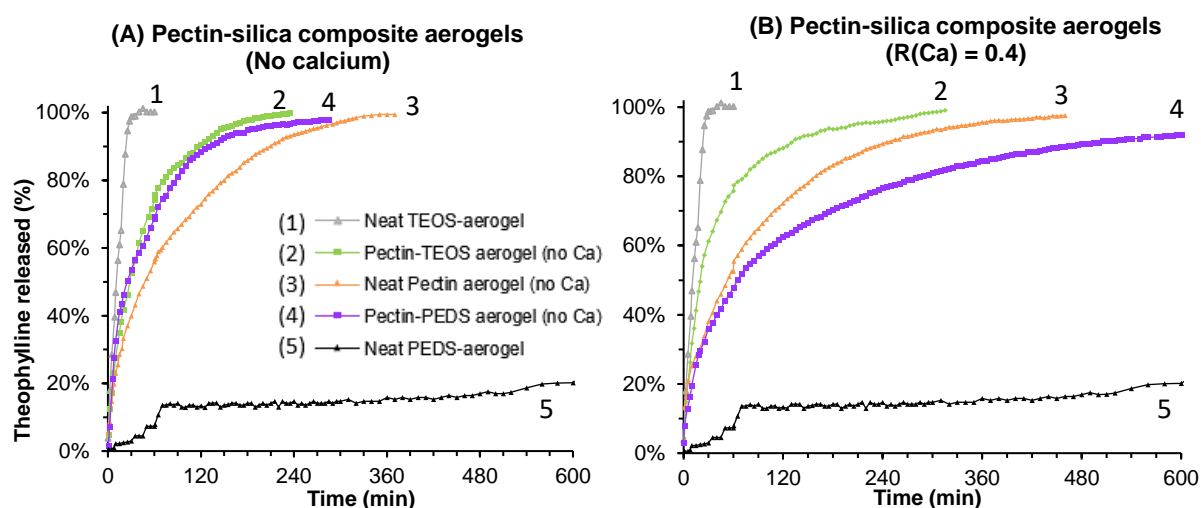 (A) Pectin-silica composite aerogels
(No calcium)
Theophylline released (%)
100%
80%
60%
40%
20%
0%
0 120 240 360 480 600
Time (min)
1
2
4
3
5
(1) Neat TEOS-aerogel
(2) Pectin-TEOS aerogel (no Ca)
(3) Neat Pectin aerogel (no Ca)
(4) Pectin-PEDS aerogel (no Ca)
(5) Neat PEDS-aerogel
(B) Pectin-silica composite aerogels
(R(Ca) = 0.4)
100%
80%
60%
40%
20%
0%
0 120 240 360 480 600
Time (min)
1
2
3
4
5